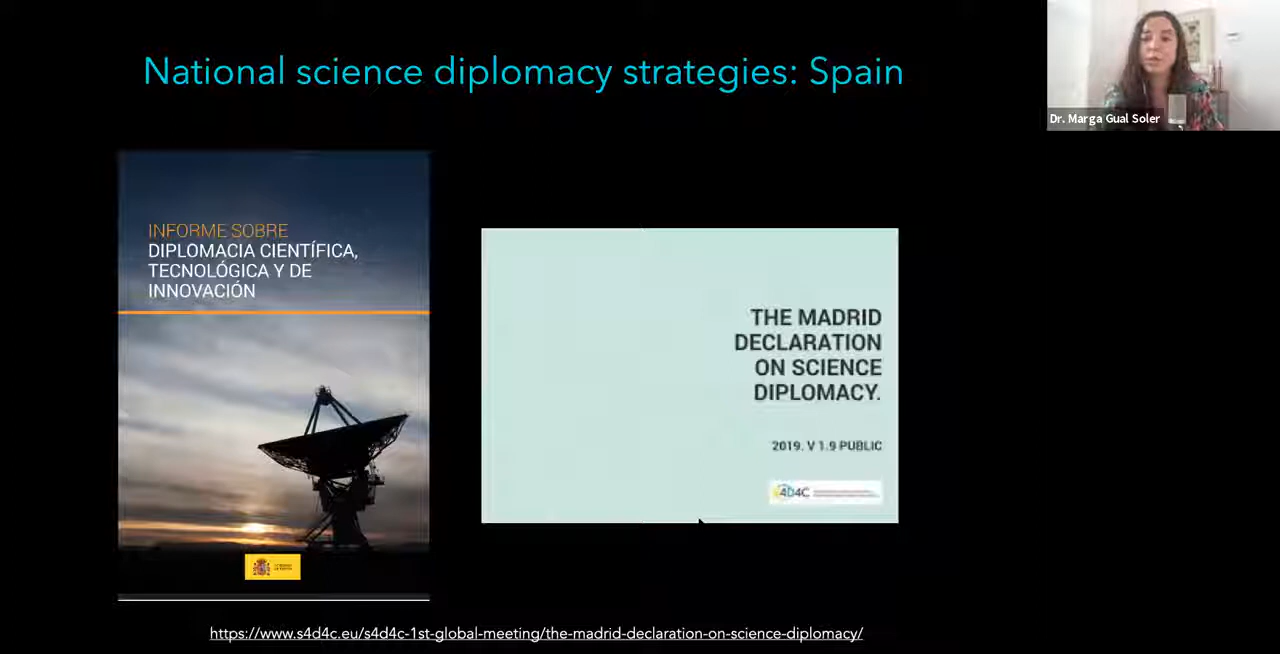 National science diplomacy strategies: Spain
Dr. Marga Gual Soler
INFORME SOBRE
DIPLOMACIA CIENTÍFICA,
TECNOLÓGICA Y DE
INNOVACIÓN
THE MADRID
DECLARATION
ON SCIENCE
DIPLOMACY.
2019. V 1.9 PUBLIC
S4D4C
https://www.s4d4c.eu/s4d4c-1st-global-meeting/the-madrid-declaration-on-science-diplomacy/